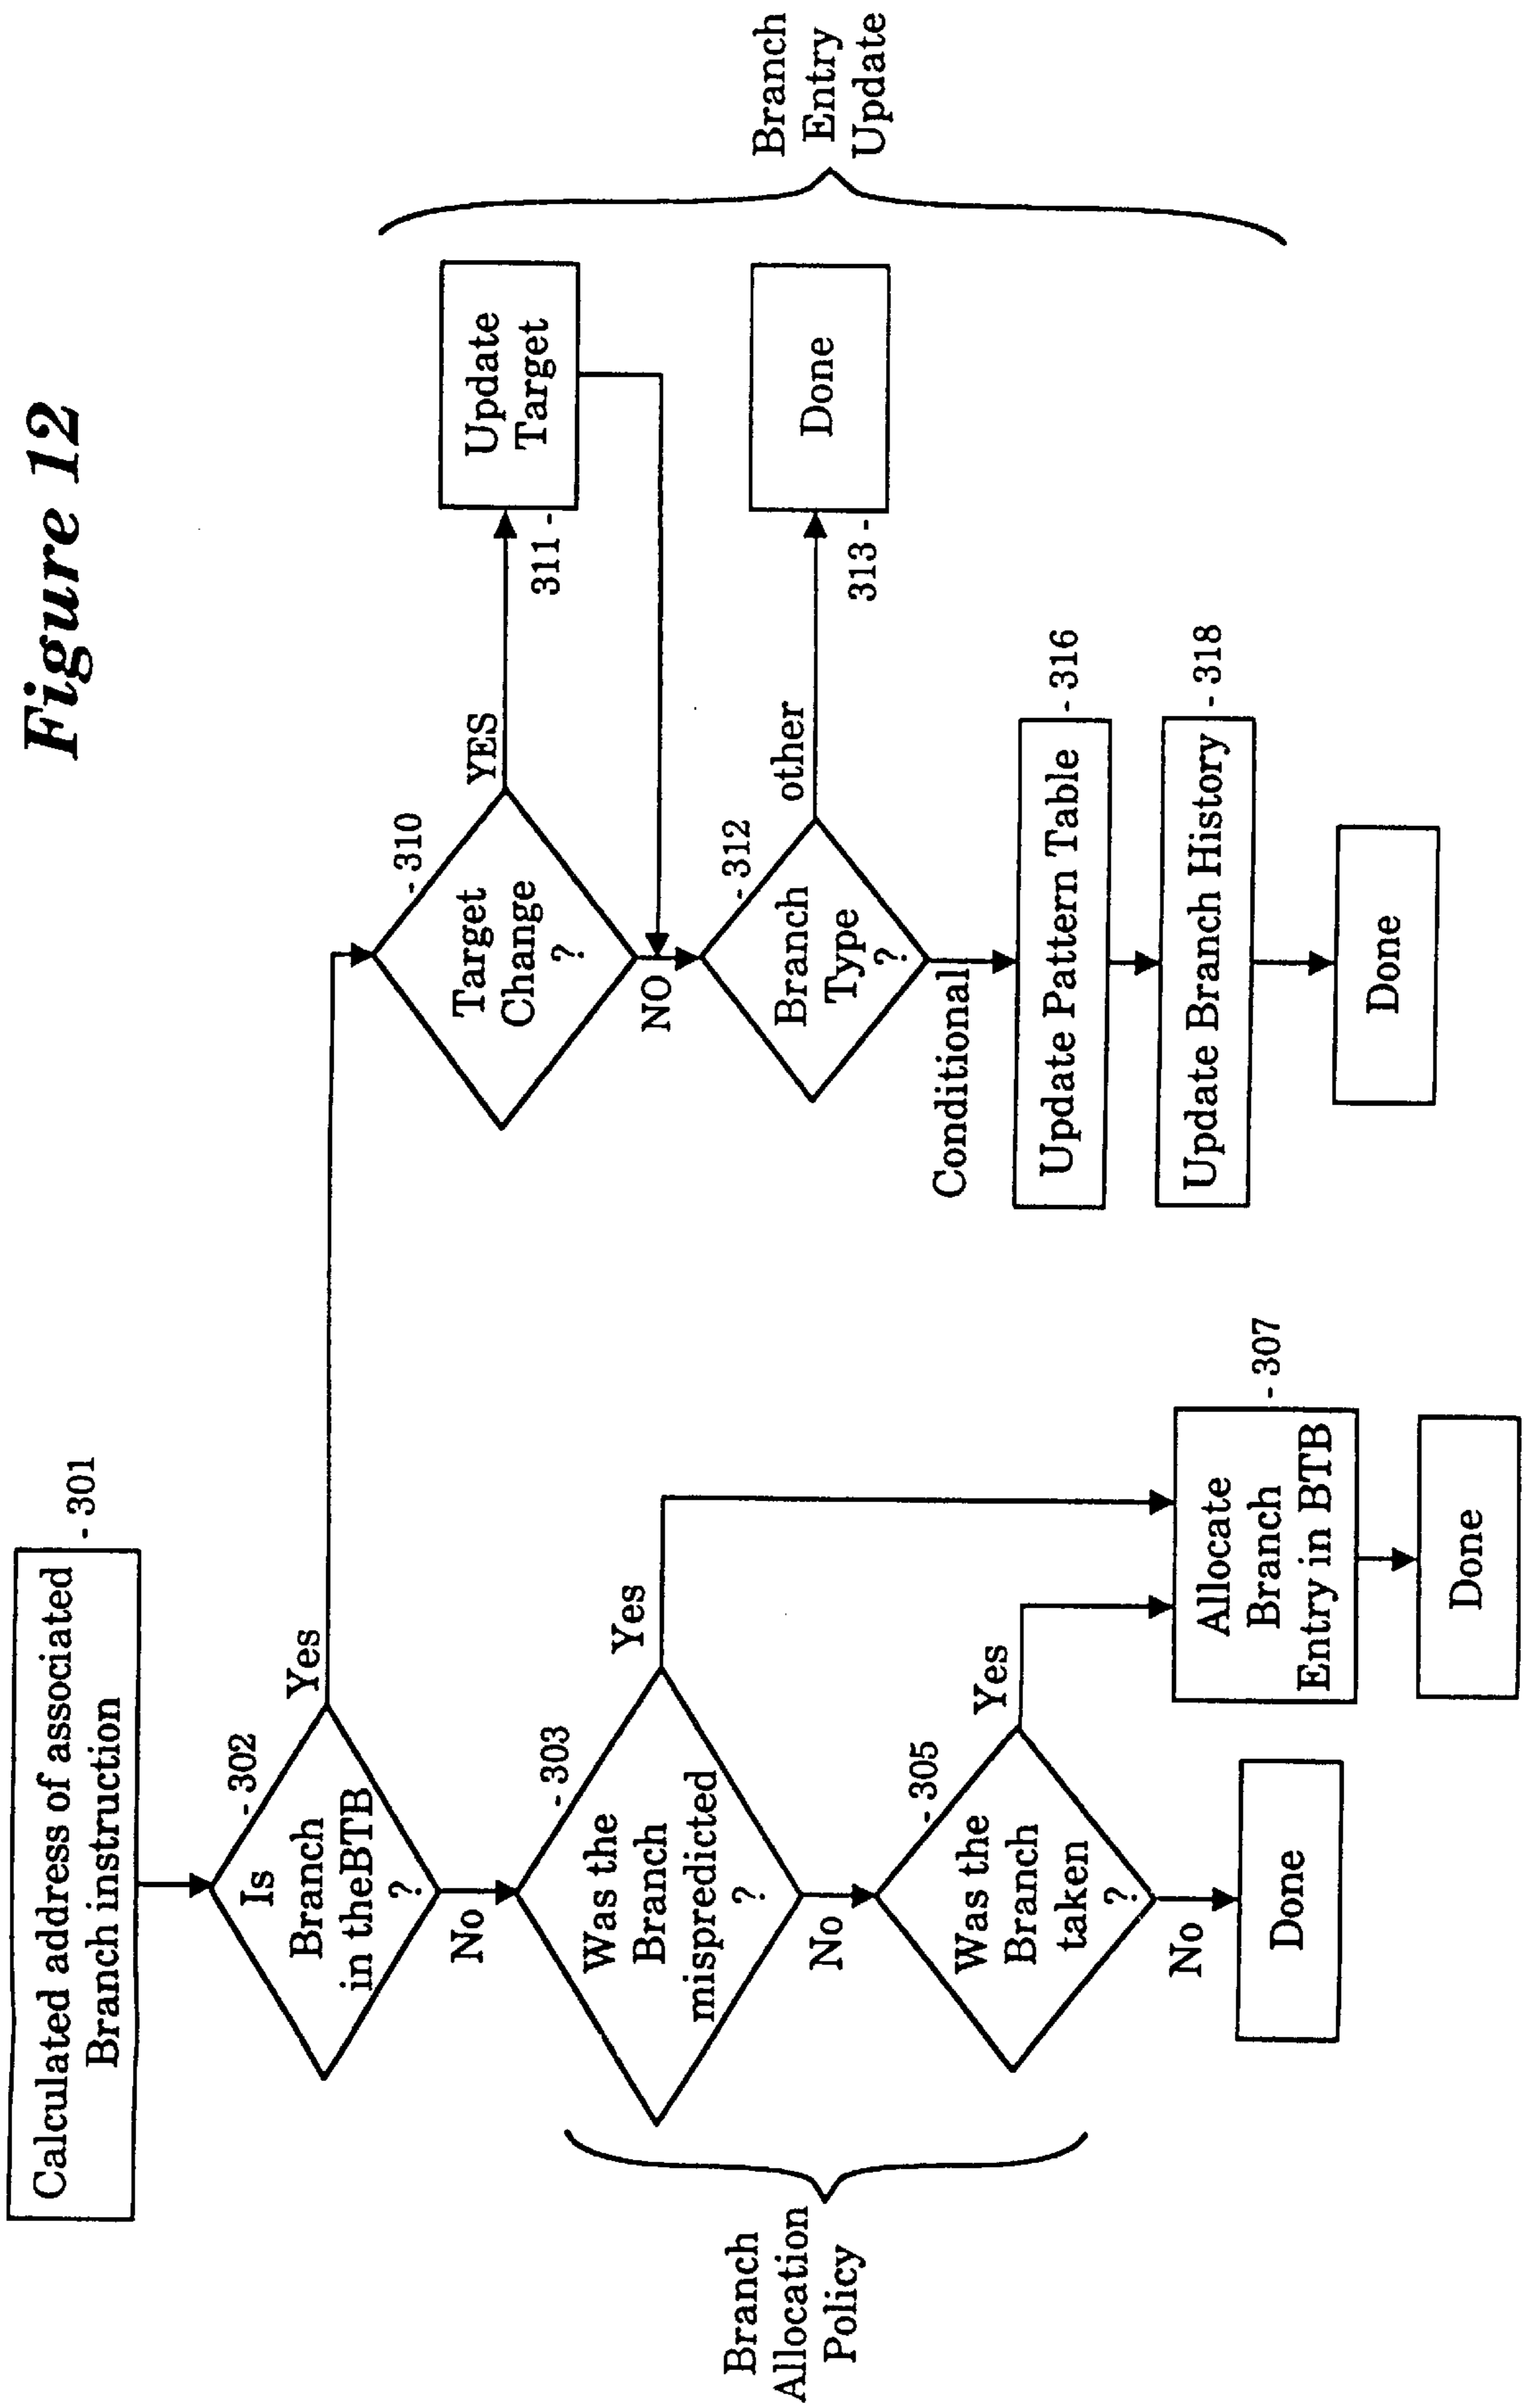 Figure 12
Calculated address of associated
Branch instruction
- 301
Is
Branch
in theBTB
?
- 302
Yes
No
Was the
Branch
mispredicted
?
- 303
Yes
No
Was the
Branch
taken
?
- 305
Yes
No
Done
Allocate
Branch
Entry in BTB
- 307
Done
Branch
Allocation
Policy
Target
Change
?
- 310
YES
NO
Update
Target
311 -
Branch
Type
?
- 312
other
Conditional
Done
313 -
Update Pattern Table
- 316
Update Branch History
- 318
Done
Branch
Entry
Update